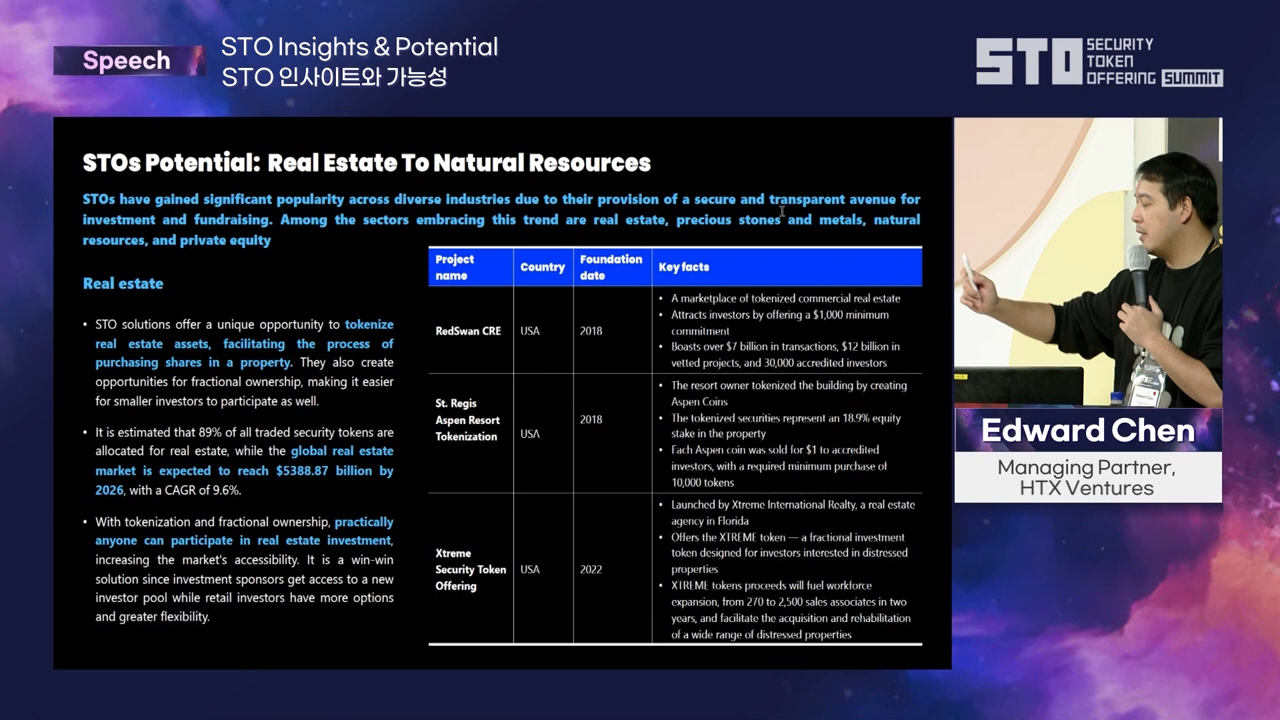 Speech
STO Insights & Potential
STO 인사이트와 가능성
STO SECURITY
TOKEN
OFFERING SUMMIT
STOs Potential: Real Estate To Natural Resources
STOs have gained significant popularity across diverse industries due to their provision of a secure and transparent avenue for
investment and fundraising. Among the sectors embracing this trend are real estate, precious stones and metals, natural
resources, and private equity
Real estate
• STO solutions offer a unique opportunity to tokenize
real estate assets, facilitating the process of
purchasing shares in a property. They also create
opportunities for fractional ownership, making it easier
for smaller investors to participate as well.
• It is estimated that 89% of all traded security tokens are
allocated for real estate, while the global real estate
market is expected to reach $5388.87 billion by
2026, with a CAGR of 9.6%.
• With tokenization and fractional ownership, practically
anyone can participate in real estate investment,
increasing the market's accessibility. It is a win-win
solution since investment sponsors get access to a new
investor pool while retail investors have more options
and greater flexibility.
Project
name
Country
Foundation
date
Key facts
RedSwan CRE
USA
2018
• A marketplace of tokenized commercial real estate
• Attracts investors by offering a $1,000 minimum
commitment
• Boasts over $7 billion in transactions, $12 billion in
vetted projects, and 30,000 accredited investors
St. Regis
Aspen Resort
Tokenization
USA
2018
• The resort owner tokenized the building by creating
Aspen Coins
• The tokenized securities represent an 18.9% equity
stake in the property
• Each Aspen coin was sold for $1 to accredited
investors, with a required minimum purchase of
10,000 tokens
Xtreme
Security Token
Offering
USA
2022
• Launched by Xtreme International Realty, a real estate
agency in Florida
• Offers the XTREME token — a fractional investment
token designed for investors interested in distressed
properties
• XTREME tokens proceeds will fuel workforce
expansion, from 270 to 2,500 sales associates in two
years, and facilitate the acquisition and rehabilitation
of a wide range of distressed properties
Edward Chen
Managing Partner,
HTX Ventures